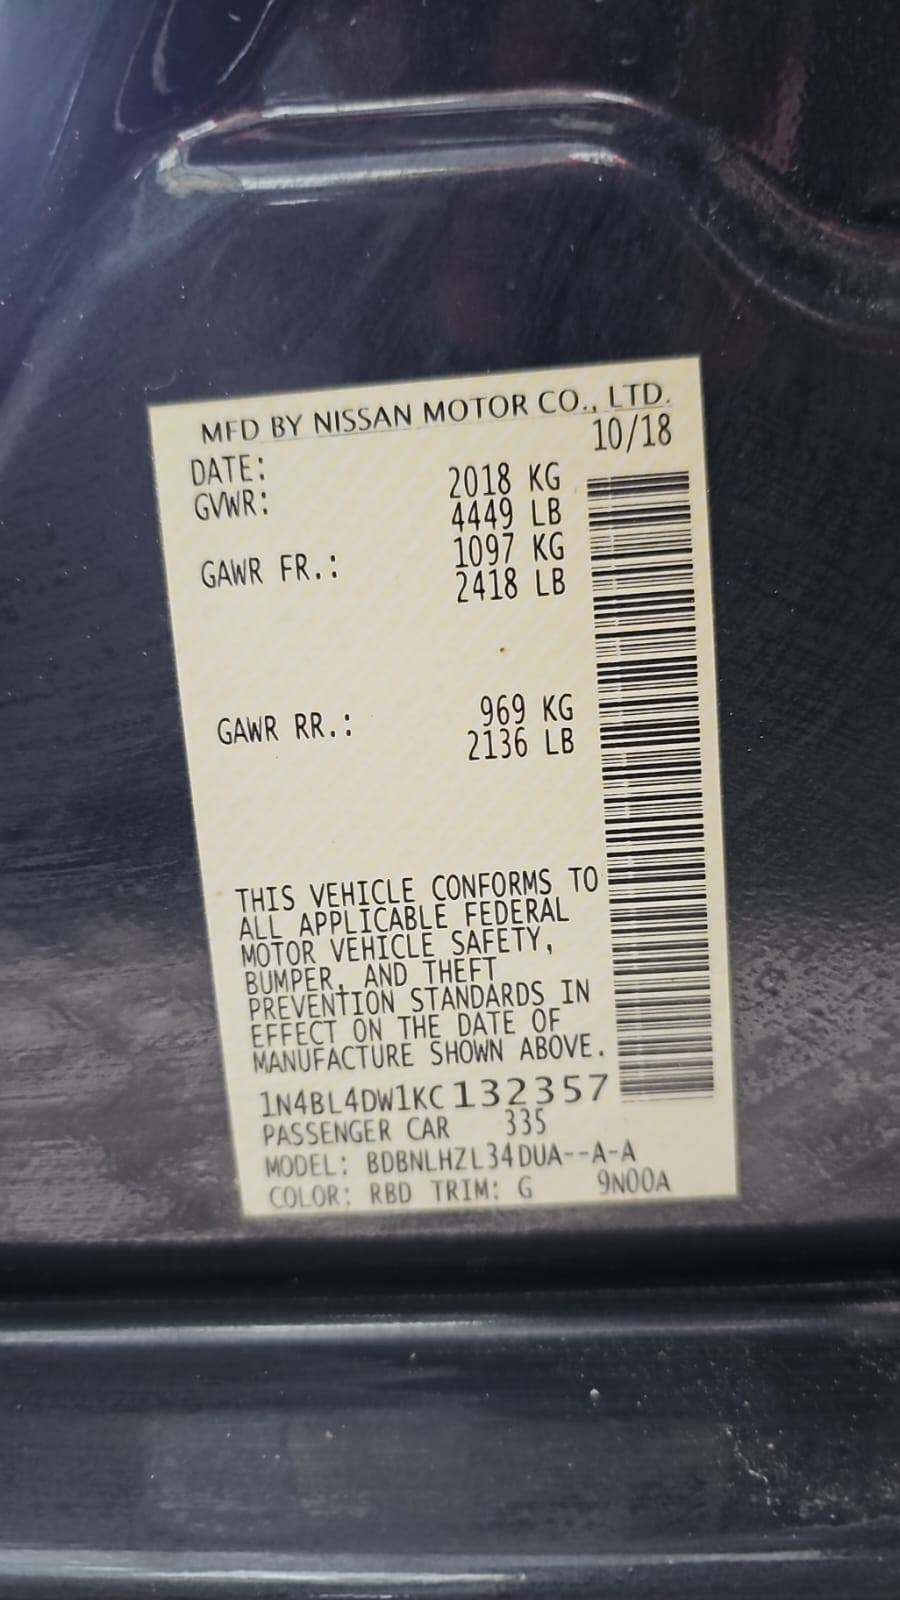 MFD BY NISSAN MOTOR CO., LTD.
DATE: 10/18
GVWR: 2018 KG
4449 LB
GAWR FR.: 1097 KG
2418 LB
GAWR RR.: 969 KG
2136 LB
THIS VEHICLE CONFORMS TO
ALL APPLICABLE FEDERAL
MOTOR VEHICLE SAFETY,
BUMPER, AND THEFT
PREVENTION STANDARDS IN
EFFECT ON THE DATE OF
MANUFACTURE SHOWN ABOVE.
1N4BL4DW1KC132357
PASSENGER CAR 335
MODEL: BDBNLHZL34DUA--A-A
COLOR: RBD TRIM: G 9N00A